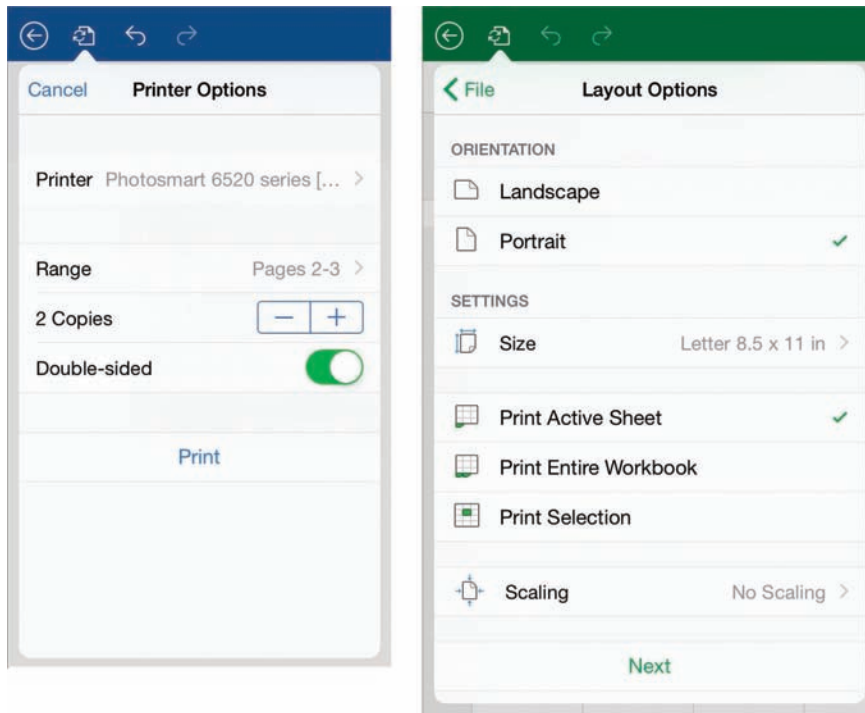 Cancel Printer Options
Printer Photosmart 6520 series [...
Range Pages 2-3
2 Copies
Double-sided
Print
File Layout Options
ORIENTATION
Landscape
Portrait
SETTINGS
Size Letter 8.5 x 11 in
Print Active Sheet
Print Entire Workbook
Print Selection
Scaling No Scaling
Next